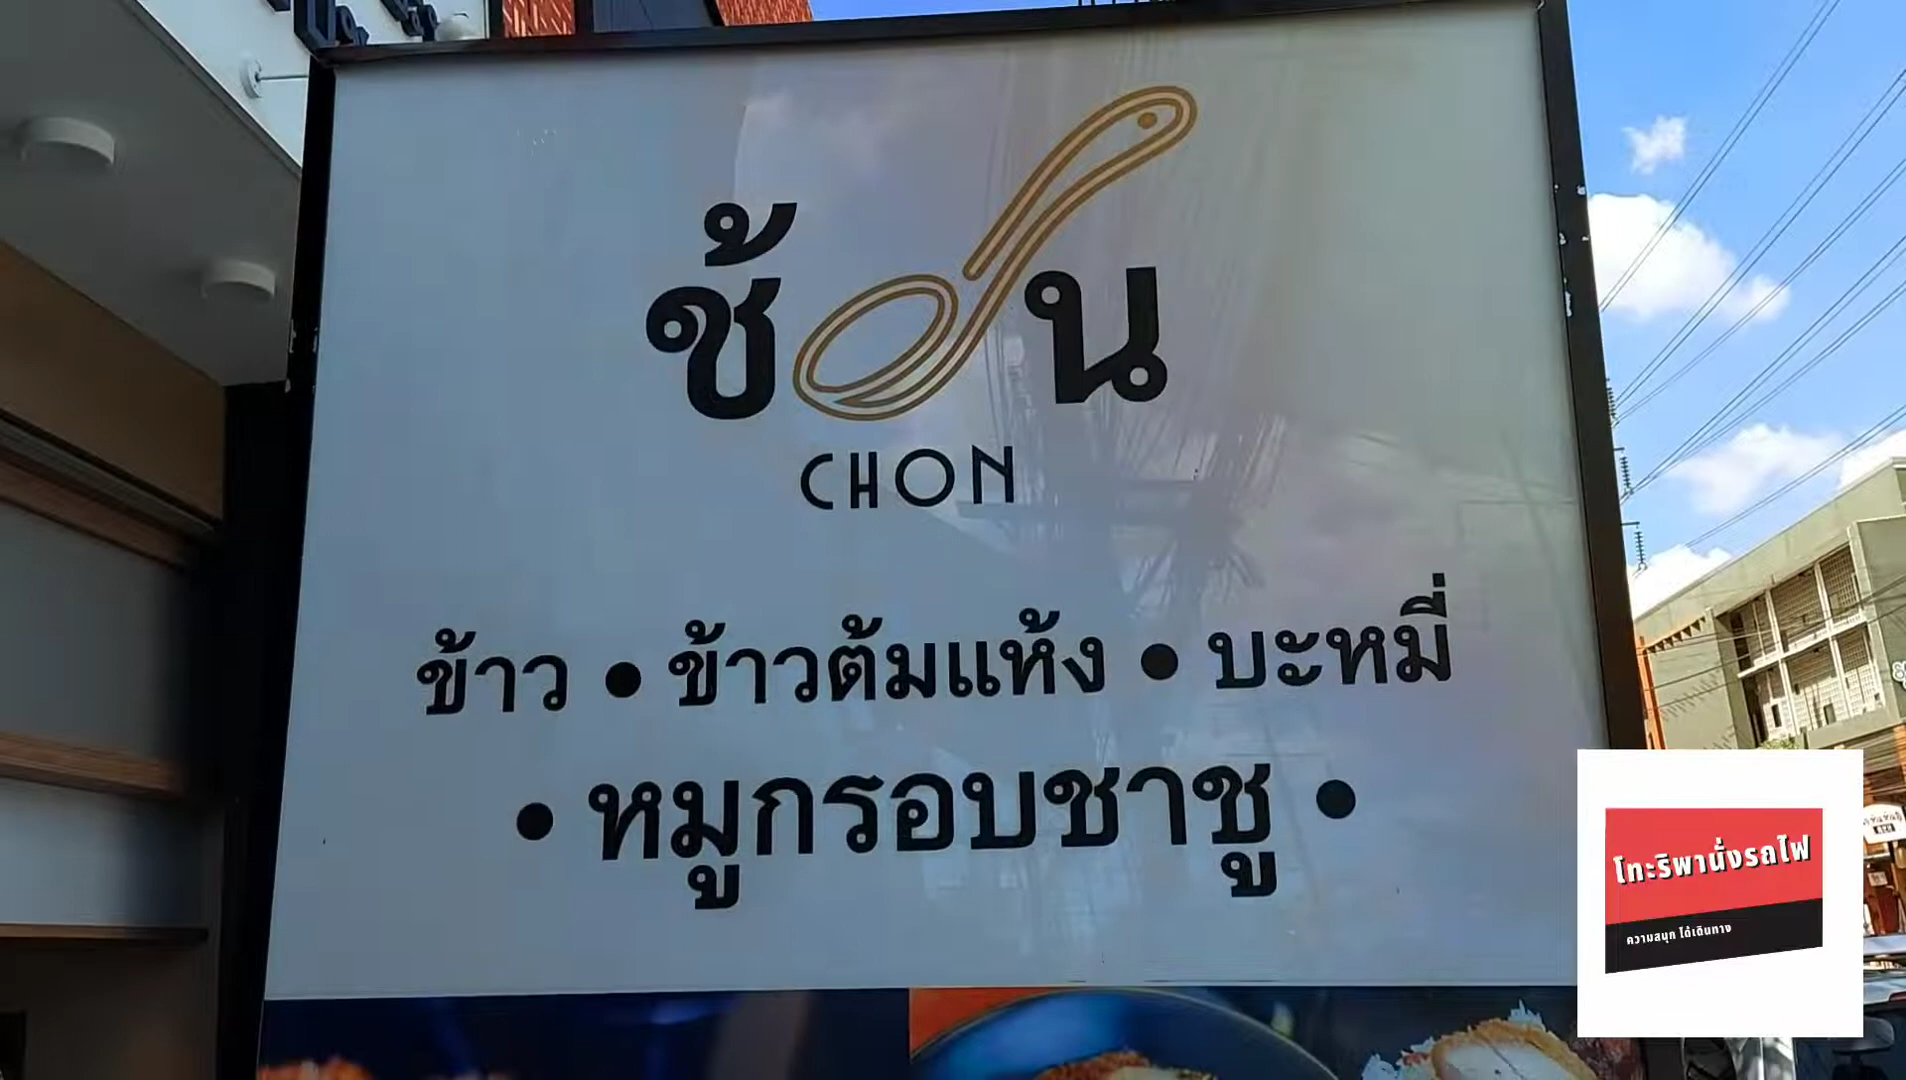 ช้อน
CHON
ข้าว • ข้าวต้มแห้ง • บะหมี่
• หมูกรอบชาชู •
โทะริพานั่งรถไฟ
ความสนุก ได้เดินทาง